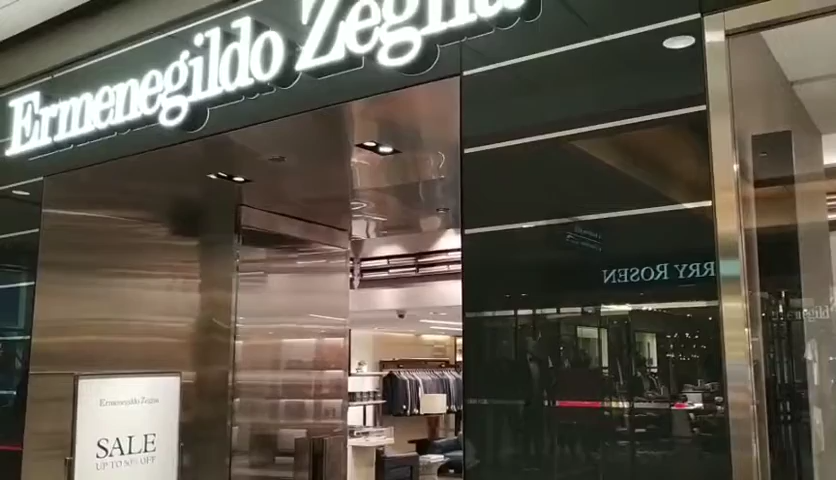 Ermenegildo Zegna
RRY ROSEN
Ermenegildo Zegna
SALE
UP TO 50% OFF